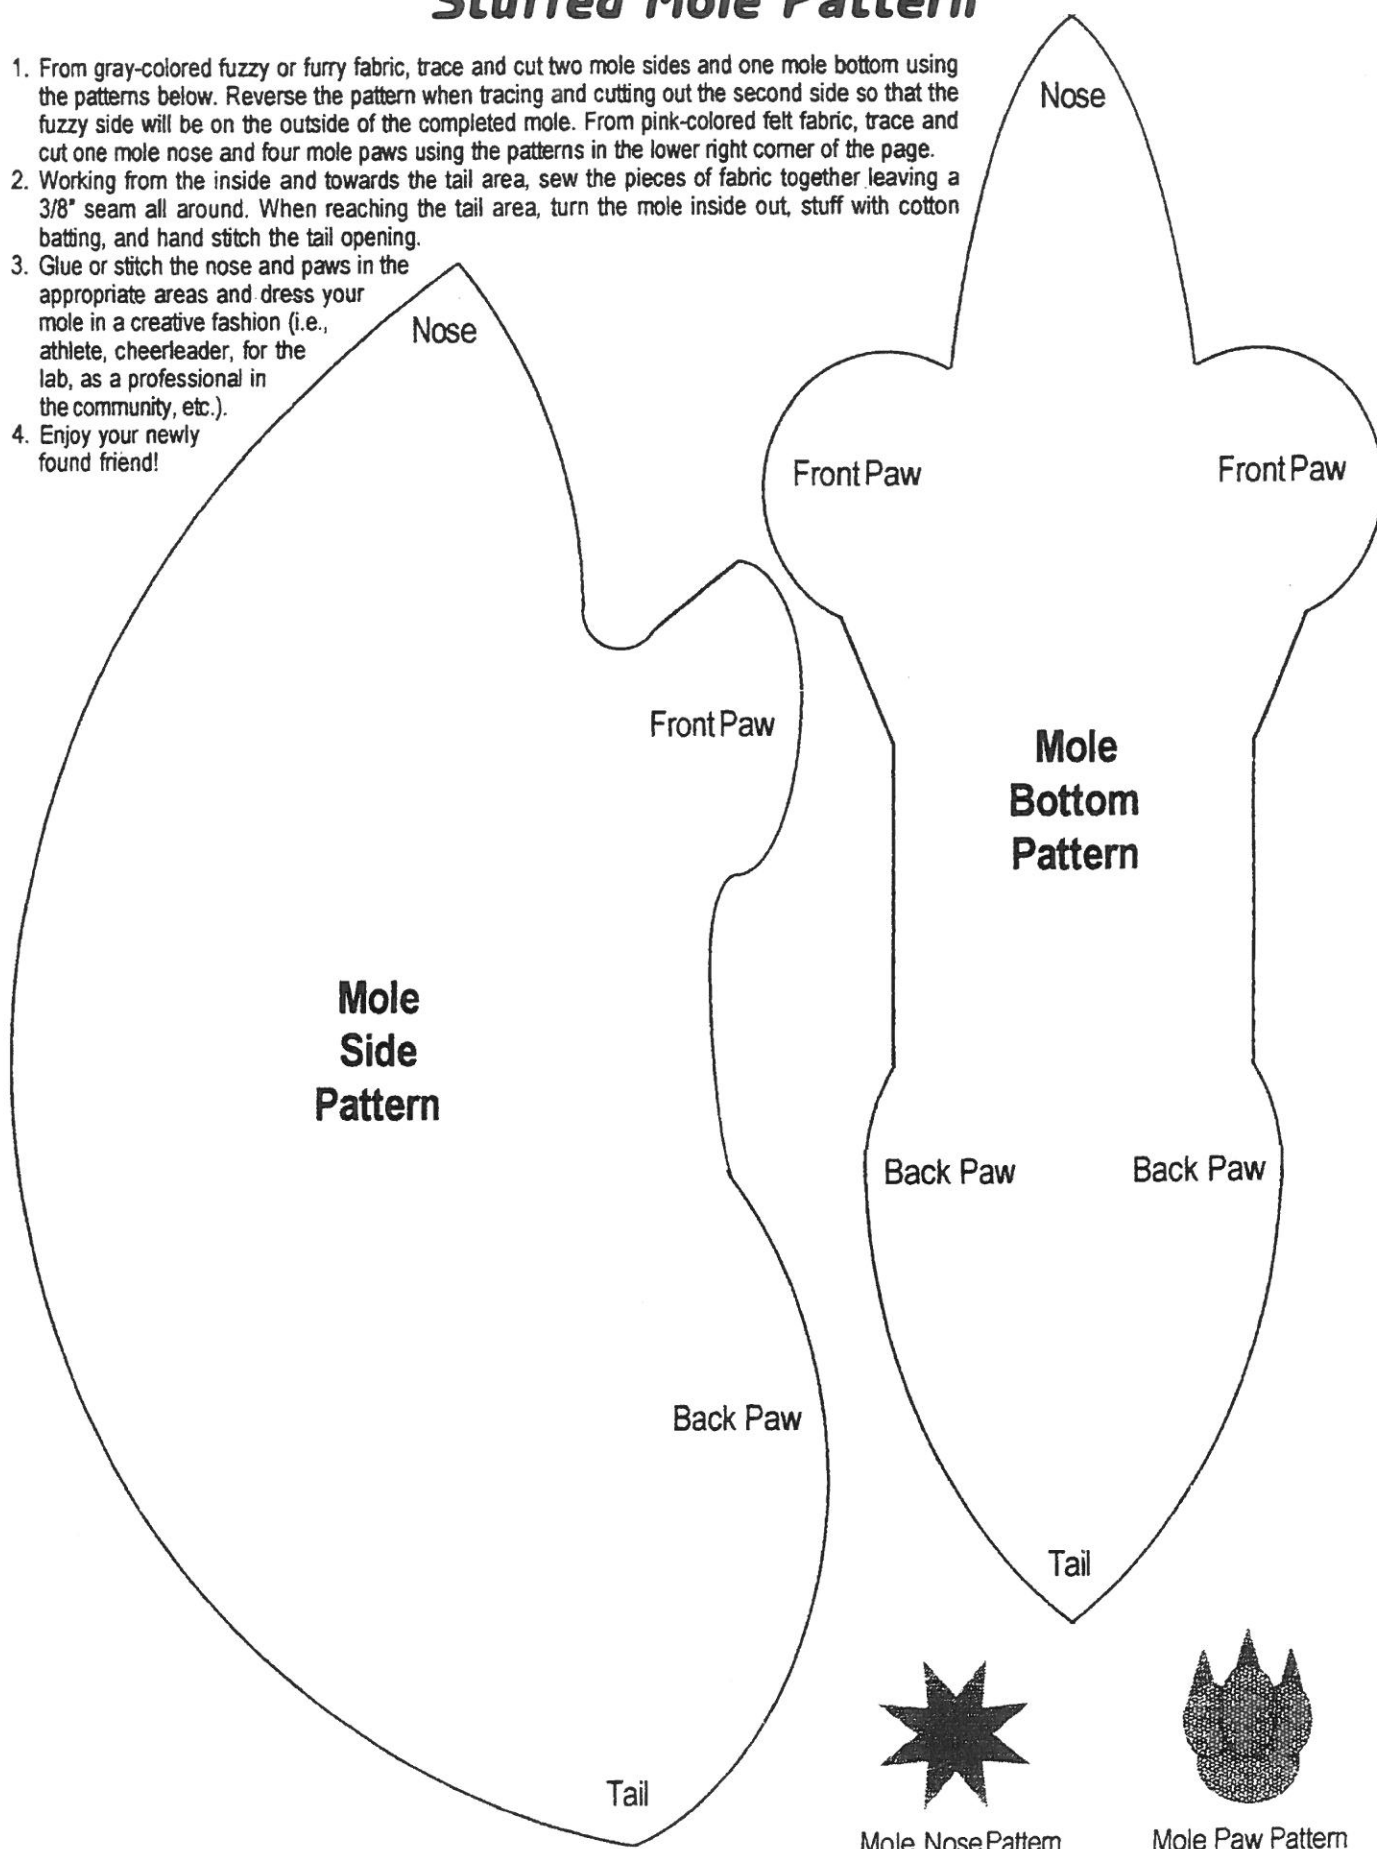 Stuffed Mole Pattern
1. From gray-colored fuzzy or furry fabric, trace and cut two mole sides and one mole bottom using
the patterns below. Reverse the pattern when tracing and cutting out the second side so that the
fuzzy side will be on the outside of the completed mole. From pink-colored felt fabric, trace and
cut one mole nose and four mole paws using the patterns in the lower right corner of the page.
2. Working from the inside and towards the tail area, sew the pieces of fabric together leaving a
3/8" seam all around. When reaching the tail area, turn the mole inside out, stuff with cotton
batting, and hand stitch the tail opening.
3. Glue or stitch the nose and paws in the
appropriate areas and dress your
mole in a creative fashion (i.e.,
athlete, cheerleader, for the
lab, as a professional in
the community, etc.).
4. Enjoy your newly
found friend!
Nose
Front Paw
Mole
Side
Pattern
Back Paw
Tail
Nose
Front Paw
Front Paw
Mole
Bottom
Pattern
Back Paw
Back Paw
Tail
Mole Nose Pattern
Mole Paw Pattern